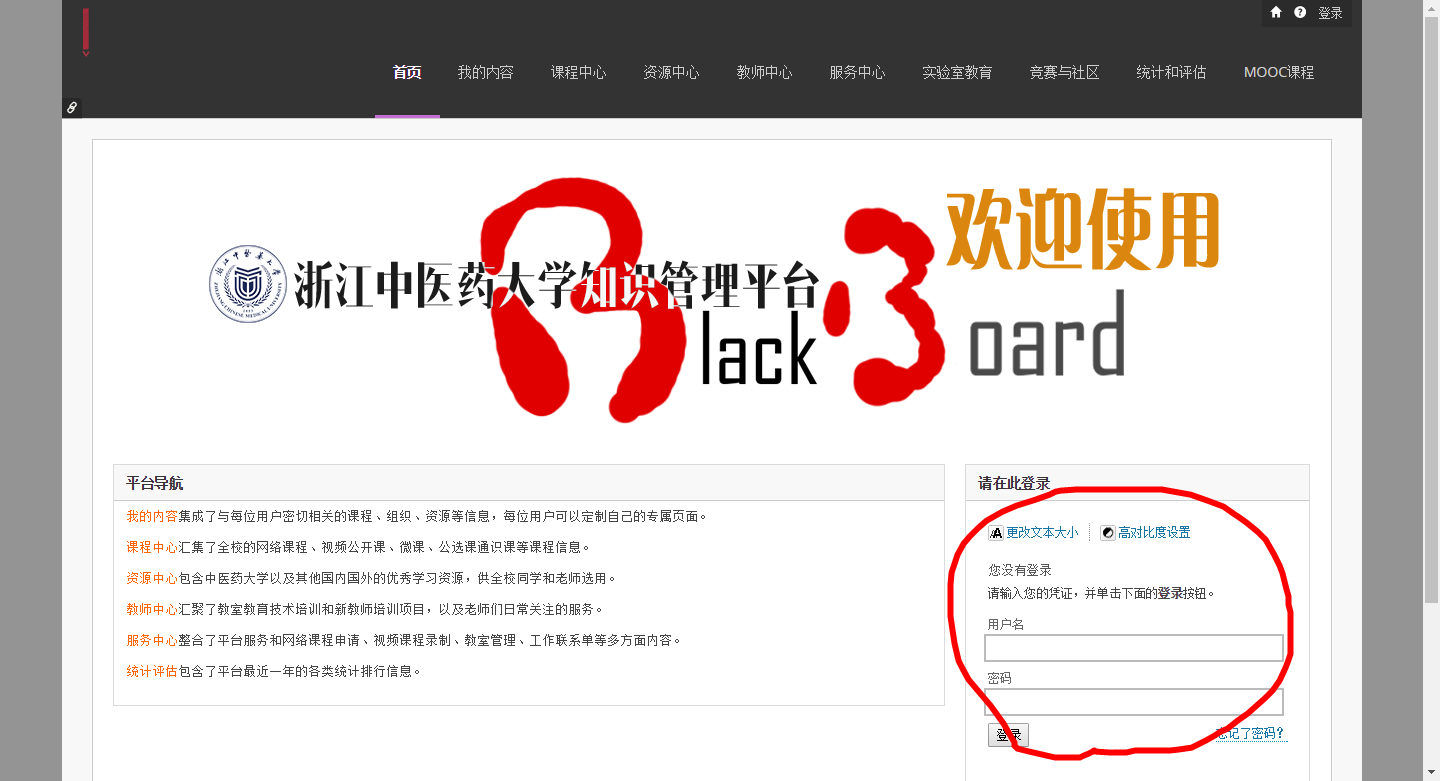 登录
首页 我的内容 课程中心 资源中心 教师中心 服务中心 实验室教育 竞赛与社区 统计和评估 MOOC课程
欢迎使用
浙江中医药大学知识管理平台
Black Board
平台导航
我的内容集成了与每位用户密切相关的课程、组织、资源等信息，每位用户可以定制自己的专属页面。
课程中心汇集了全校的网络课程、视频公开课、微课、公选课通识课等课程信息。
资源中心包含中医药大学以及其他国内国外的优秀学习资源，供全校同学和老师选用。
教师中心汇聚了教室教育技术培训和新教师培训项目，以及老师们日常关注的服务。
服务中心整合了平台服务和网络课程申请、视频课程录制、教室管理、工作联系单等多方面内容。
统计评估包含了平台最近一年的各类统计排行信息。
请在此登录
更改文本大小 高对比度设置
您没有登录
请输入您的凭证，并单击下面的登录按钮。
用户名
密码
登录 忘记了密码？